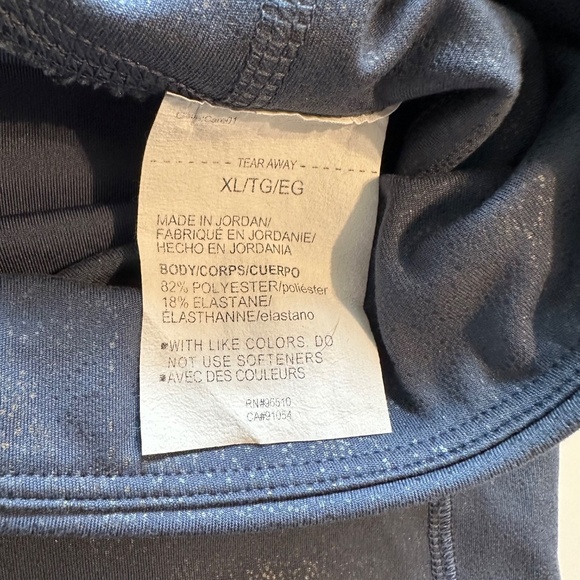 TEAR AWAY
XL/TG/EG
MADE IN JORDAN/
FABRIQUÉ EN JORDANIE/
HECHO EN JORDANIA
BODY/CORPS/CUERPO
82% POLYESTER/poliéster
18% ELASTANE/
ÉLASTHANNE/elastano
▪WITH LIKE COLORS, DO
NOT USE SOFTENERS
▪AVEC DES COULEURS
RN#96510
CA#91054